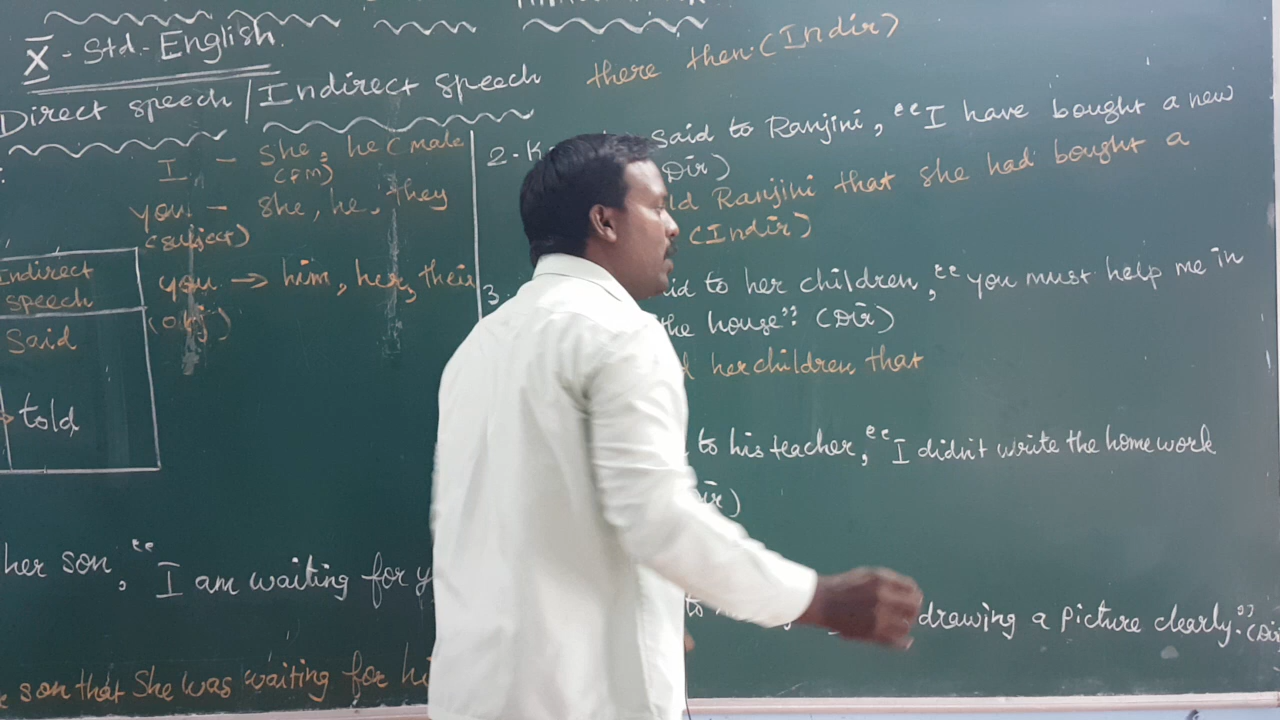 X - Std. - English
Direct speech / Indirect speech there then (Indir)
I - she, he (male
(FM)
you - she, he, they
(subject)
you → him, her, their
(obj)
Indirect
speech
Said
told
her son, "I am waiting for
son that she was waiting for
2. said to Ranjini, "I have bought a new
(Dir)
Ranjini that she had bought a
(Indir)
3. to her children, "you must help me in
the house". (Dir)
her children that
to his teacher, "I didn't write the homework
drawing a picture clearly." (Dir